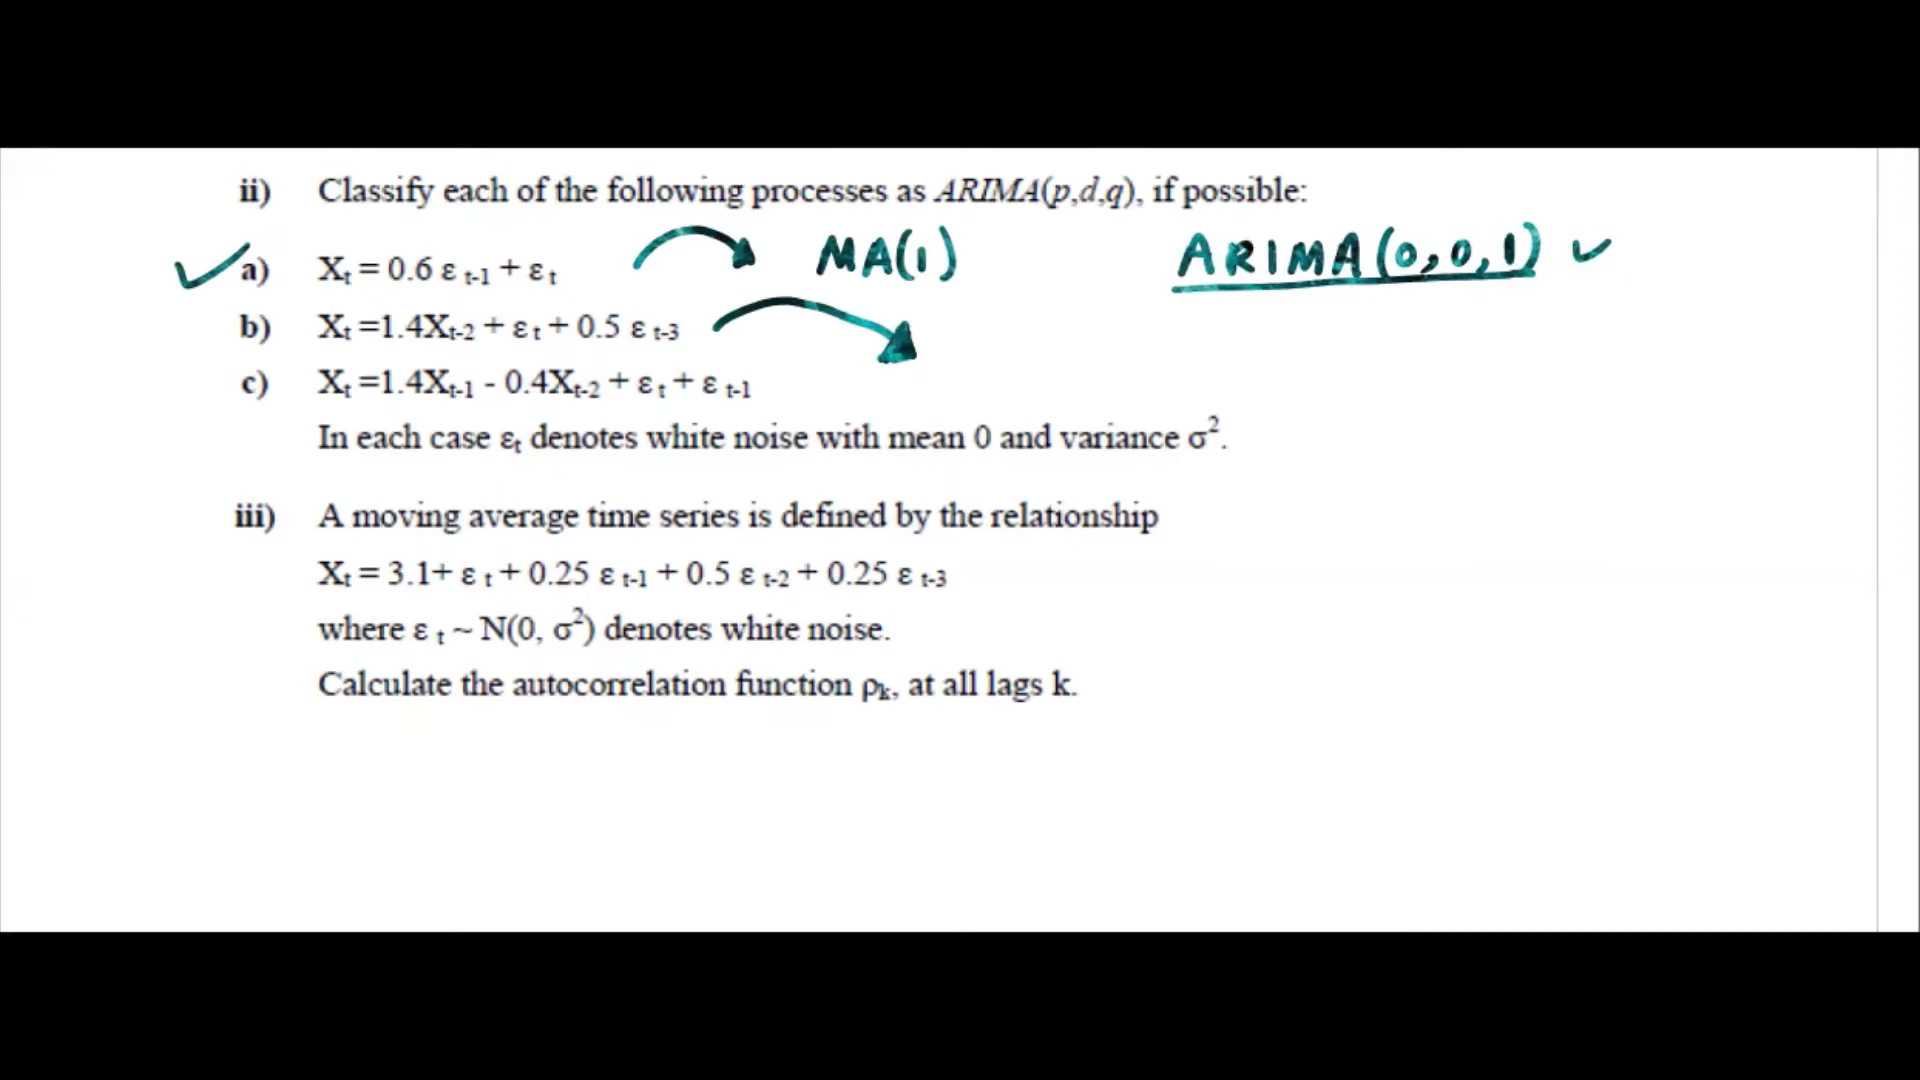 ii) Classify each of the following processes as ARIMA(p,d,q), if possible:
a) Xₜ = 0.6 ε ₜ₋₁ + ε ₜ MA(1) ARIMA(0,0,1)
b) Xₜ =1.4Xₜ₋₂ + ε ₜ + 0.5 ε ₜ₋₃
c) Xₜ =1.4Xₜ₋₁ - 0.4Xₜ₋₂ + ε ₜ + ε ₜ₋₁
In each case εₜ denotes white noise with mean 0 and variance σ².
iii) A moving average time series is defined by the relationship
Xₜ = 3.1+ ε ₜ + 0.25 ε ₜ₋₁ + 0.5 ε ₜ₋₂ + 0.25 ε ₜ₋₃
where ε ₜ ~ N(0, σ²) denotes white noise.
Calculate the autocorrelation function ρₖ, at all lags k.